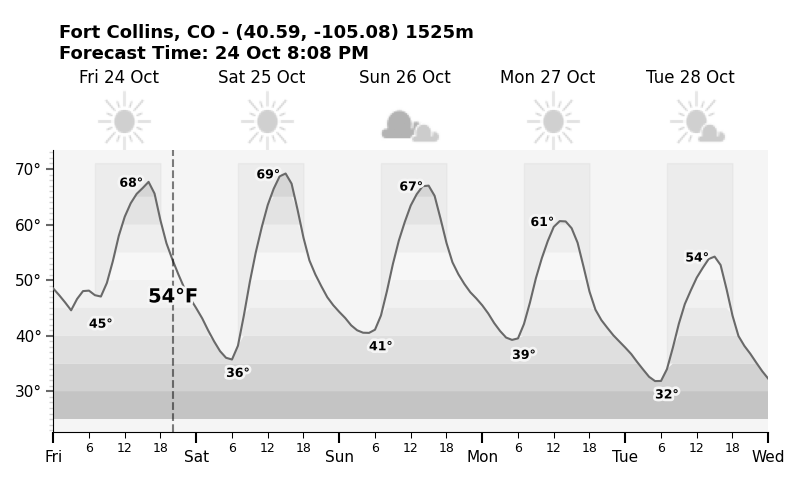 Fort Collins, CO - (40.59, -105.08) 1525m
Forecast Time: 24 Oct 8:08 PM
Fri 24 Oct Sat 25 Oct Sun 26 Oct Mon 27 Oct Tue 28 Oct
70°
68° 69° 67°
60°
61°
54°
50°
54°F
45°
40°
41°
39°
36°
30°
32°
6 12 18 6 12 18 6 12 18 6 12 18 6 12 18
Fri Sat Sun Mon Tue Wed